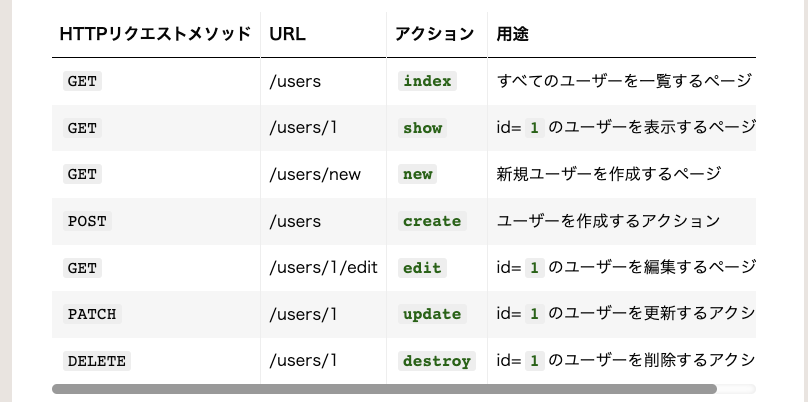 HTTPリクエストメソッド URL アクション 用途
GET /users index すべてのユーザーを一覧するページ
GET /users/1 show id= 1 のユーザーを表示するページ
GET /users/new new 新規ユーザーを作成するページ
POST /users create ユーザーを作成するアクション
GET /users/1/edit edit id= 1 のユーザーを編集するページ
PATCH /users/1 update id= 1 のユーザーを更新するアクシ
DELETE /users/1 destroy id= 1 のユーザーを削除するアクシ